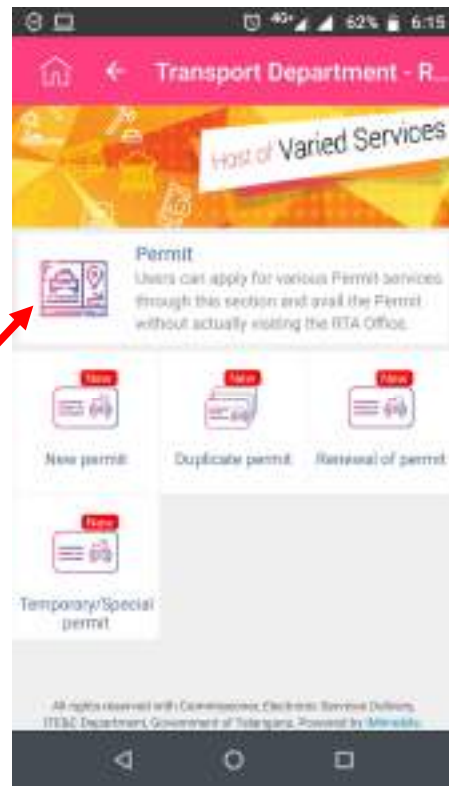 4G+ 62% 6:15
Transport Department - R...
Host of Varied Services
Permit
Users can apply for various Permit services
through this section and avail the Permit
without actually visiting the RTA Office.
New New New
New permit Duplicate permit Renewal of permit
New
Temporary/Special
permit
All rights reserved with Commissioner, Electronic Service Delivery,
ITE&C Department, Government of Telangana. Powered by